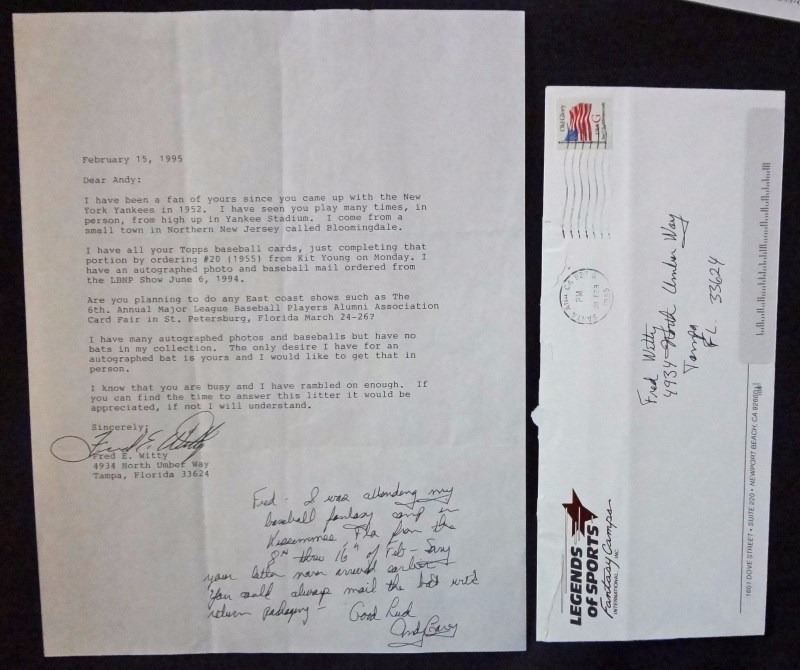 February 15, 1995
Dear Andy:
I have been a fan of yours since you came up with the New
York Yankees in 1952. I have seen you play many times, in
person, from high up in Yankee Stadium. I come from a
small town in Northern New Jersey called Bloomingdale.
I have all your Topps baseball cards, just completing that
portion by ordering #20 (1955) from Kit Young on Monday. I
have an autographed photo and baseball mail ordered from
the LBNP Show June 6, 1994.
Are you planning to do any East coast shows such as The
6th. Annual Major League Baseball Players Alumni Association
Card Fair in St. Petersburg, Florida March 24-26?
I have many autographed photos and baseballs but have no
bats in my collection. The only desire I have for an
autographed bat is yours and I would like to get that in
person.
I know that you are busy and I have rambled on enough. If
you can find the time to answer this litter it would be
appreciated, if not I will understand.
Sincerely,
Fred E. Witty
Fred E. Witty
4934 North Umber Way
Tampa, Florida 33624
Fred - I was attending my
baseball fantasy camp in
Kissimmee, Fla from the
8th thru 16th of Feb - Sorry
your letter never arrived earlier -
You could always mail the bat with
return packaging -
Good Luck
Andy Carey
Old Glory
USA G
PM
FEB
1995
Fred Witty
4934 North Umber Way
Tampa
FL 33624
LEGENDS
OF SPORTS
Fantasy Camps
INTERNATIONAL, INC.
1601 DOVE STREET • SUITE 220 • NEWPORT BEACH, CA 92660